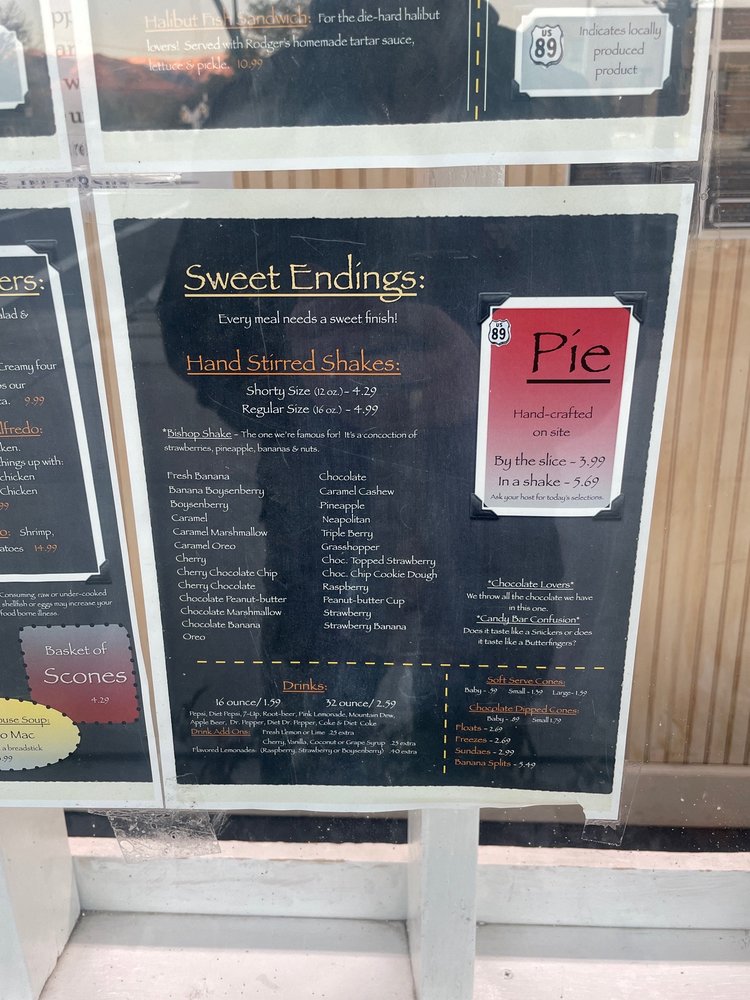 Halibut Fish Sandwich: For the die-hard halibut
lovers! Served with Rodger's homemade tartar sauce,
lettuce & pickle. 10.99
US
89
Indicates locally
produced
product
ers:
alad &
Creamy four
os our
ta. 9.99
lfredo:
ken.
things up with:
chicken
Chicken
99
o: Shrimp,
atoes 14.99
Consuming raw or under-cooked
shellfish or eggs may increase your
food borne illness.
Basket of
Scones
4.29
ouse Soup:
o Mac
a breadstick
.99
Sweet Endings:
Every meal needs a sweet finish!
Hand Stirred Shakes:
Shorty Size (12 oz.) - 4.29
Regular Size (16 oz.) - 4.99
*Bishop Shake - The one we're famous for! It's a concoction of
strawberries, pineapple, bananas & nuts.
Fresh Banana
Banana Boysenberry
Boysenberry
Caramel
Caramel Marshmallow
Caramel Oreo
Cherry
Cherry Chocolate Chip
Cherry Chocolate
Chocolate Peanut-butter
Chocolate Marshmallow
Chocolate Banana
Oreo
Chocolate
Caramel Cashew
Pineapple
Neapolitan
Triple Berry
Grasshopper
Choc. Topped Strawberry
Choc. Chip Cookie Dough
Raspberry
Peanut-butter Cup
Strawberry
Strawberry Banana
US
89
Pie
Hand-crafted
on site
By the slice - 3.99
In a shake - 5.69
Ask your host for today's selections.
*Chocolate Lovers*
We throw all the chocolate we have
in this one.
*Candy Bar Confusion*
Does it taste like a Snickers or does
it taste like a Butterfingers?
Drinks:
16 ounce/ 1.59 32 ounce/ 2.59
Pepsi, Diet Pepsi, 7-Up, Root-beer, Pink Lemonade, Mountain Dew,
Apple Beer, Dr. Pepper, Diet Dr. Pepper, Coke & Diet Coke
Drink Add Ons: Fresh Lemon or Lime .25 extra
Cherry, Vanilla, Coconut or Grape Syrup .25 extra
Flavored Lemonades: (Raspberry, Strawberry or Boysenberry) .40 extra
Soft Serve Cones:
Baby - .59 Small - 1.39 Large - 1.59
Chocolate Dipped Cones:
Baby - .89 Small 1.79
Floats - 2.69
Freezes - 2.69
Sundaes - 2.99
Banana Splits - 5.49